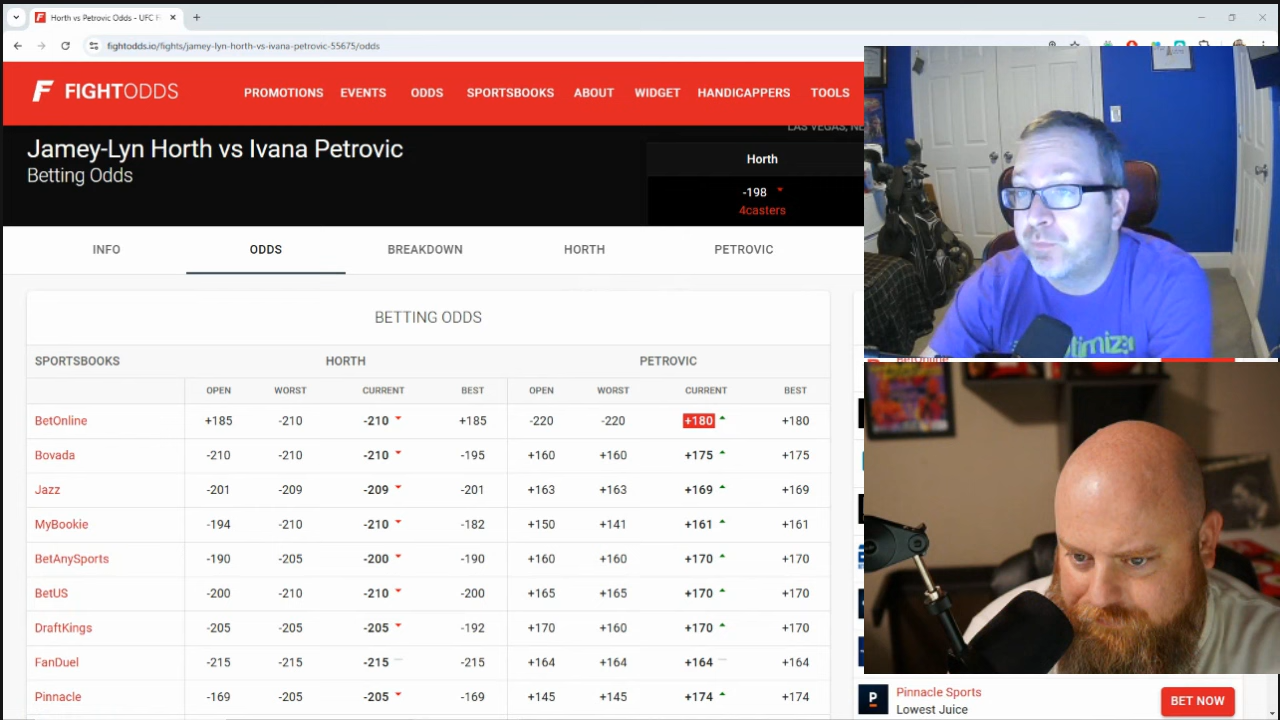 Horth vs Petrovic Odds - UFC F
fightodds.io/fights/jamey-lyn-horth-vs-ivana-petrovic-55675/odds
FIGHTODDS PROMOTIONS EVENTS ODDS SPORTSBOOKS ABOUT WIDGET HANDICAPPERS TOOLS
LAS VEGAS, NE
Jamey-Lyn Horth vs Ivana Petrovic
Betting Odds
Horth
-198
4casters
INFO ODDS BREAKDOWN HORTH PETROVIC
BETTING ODDS
SPORTSBOOKS HORTH PETROVIC
OPEN WORST CURRENT BEST OPEN WORST CURRENT BEST
BetOnline +185 -210 -210 +185 -220 -220 +180 +180
Bovada -210 -210 -210 -195 +160 +160 +175 +175
Jazz -201 -209 -209 -201 +163 +163 +169 +169
MyBookie -194 -210 -210 -182 +150 +141 +161 +161
BetAnySports -190 -205 -200 -190 +160 +160 +170 +170
BetUS -200 -210 -210 -200 +165 +165 +170 +170
DraftKings -205 -205 -205 -192 +170 +160 +170 +170
FanDuel -215 -215 -215 -215 +164 +164 +164 +164
Pinnacle -169 -205 -205 -169 +145 +145 +174 +174
BetOnline
Pinnacle Sports
Lowest Juice
BET NOW